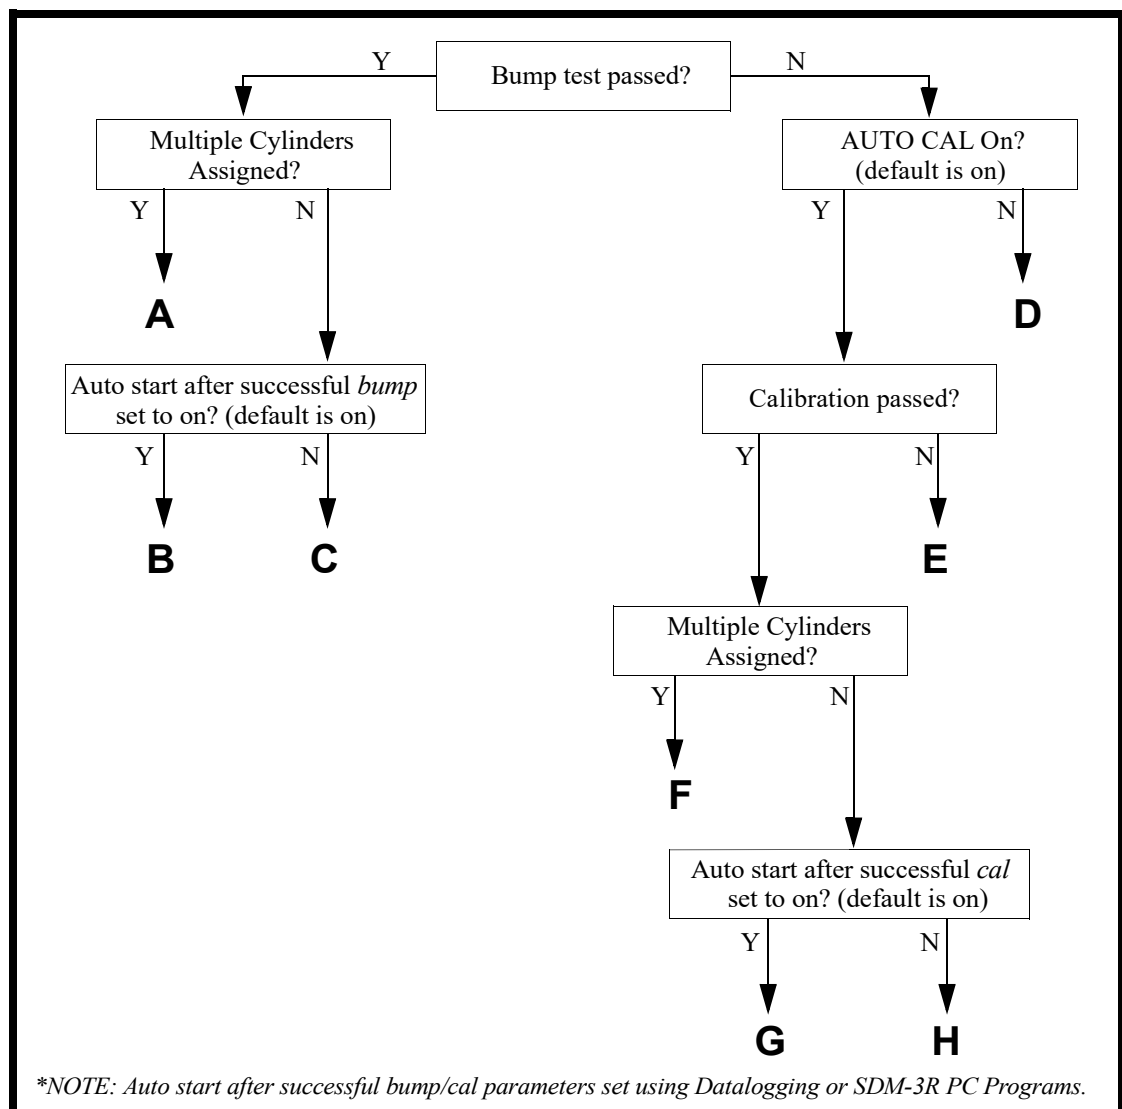 Bump test passed?
Y
N
Multiple Cylinders
Assigned?
AUTO CAL On?
(default is on)
Y
N
Y
N
A
D
Auto start after successful bump
set to on? (default is on)
Calibration passed?
Y
N
Y
N
B
C
E
Multiple Cylinders
Assigned?
Y
N
F
Auto start after successful cal
set to on? (default is on)
Y
N
G
H
*NOTE: Auto start after successful bump/cal parameters set using Datalogging or SDM-3R PC Programs.